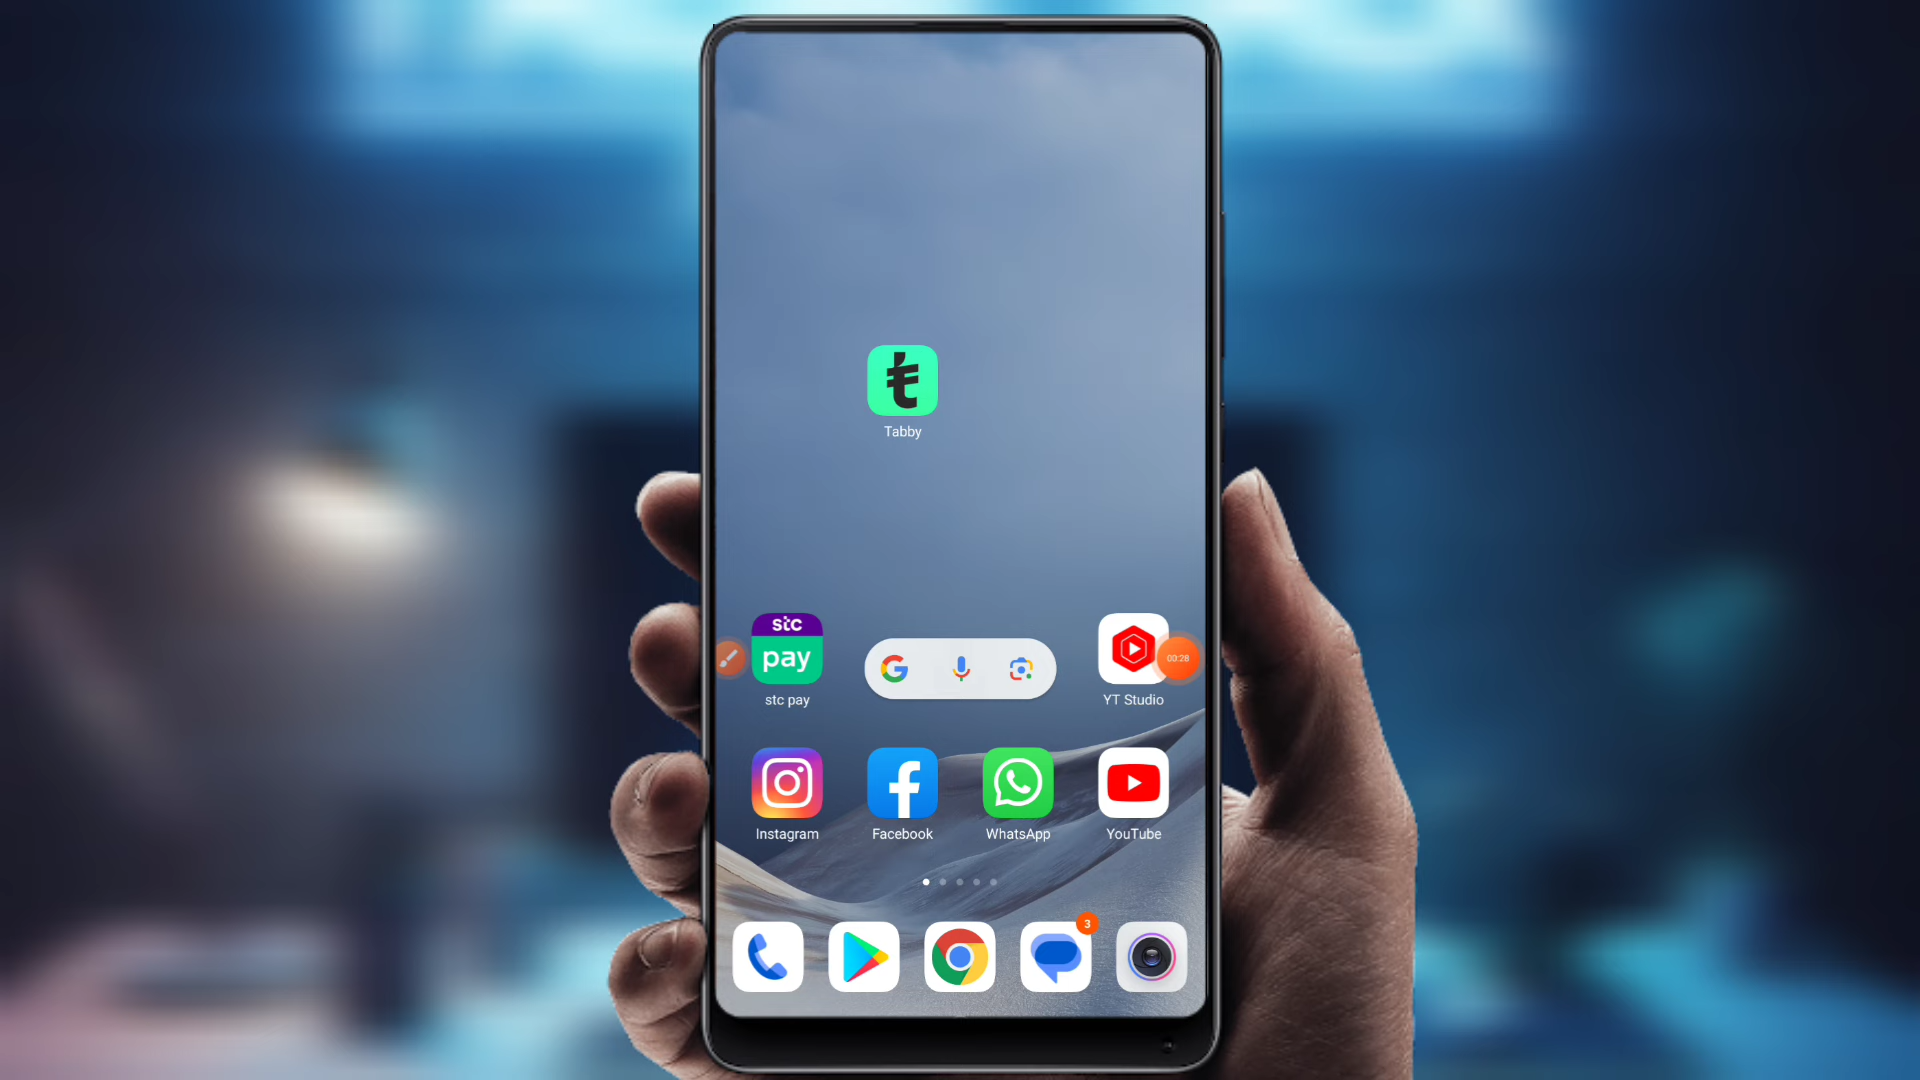 Tabby
stc
pay
00:28
stc pay
YT Studio
Instagram
Facebook
WhatsApp
YouTube
3